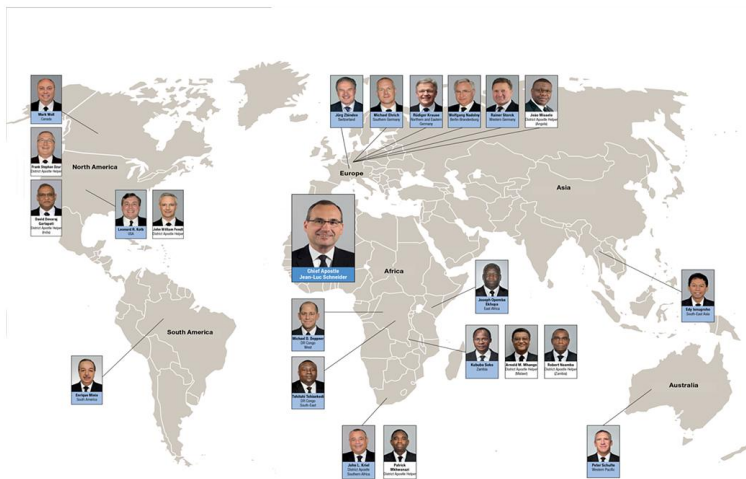 Mark Woll
Canada
Frank Stephan Dzur
District Apostle Helper
North America
David Devaraj
District Apostle Helper
(India)
Leonard R. Kolb
USA
John William Fendt
District Apostle Helper
Jürg Zbinden
Switzerland
Michael Ehrich
Southern Germany
Rüdiger Krause
Northern and Eastern
Germany
Wolfgang Nadolny
Berlin-Brandenburg
Rainer Storck
Western Germany
João Misselo
District Apostle Helper
(Angola)
Europe
Asia
Chief Apostle
Jean-Luc Schneider
Africa
Joseph Opemba
Ekhuya
East Africa
Michael D. Deppner
DR Congo
West
Tshitshi Tshisekedi
DR Congo
South East
Kububa Soko
Zambia
Arnold M. Mhango
District Apostle Helper
(Malawi)
Robert Nsamba
District Apostle Helper
(Zambia)
Edy Isnugroho
South East Asia
South America
Enrique Minio
South America
John L. Kriel
District Apostle
Southern Africa
Patrick
Mkhwanazi
District Apostle Helper
Australia
Peter Schulte
Western Pacific